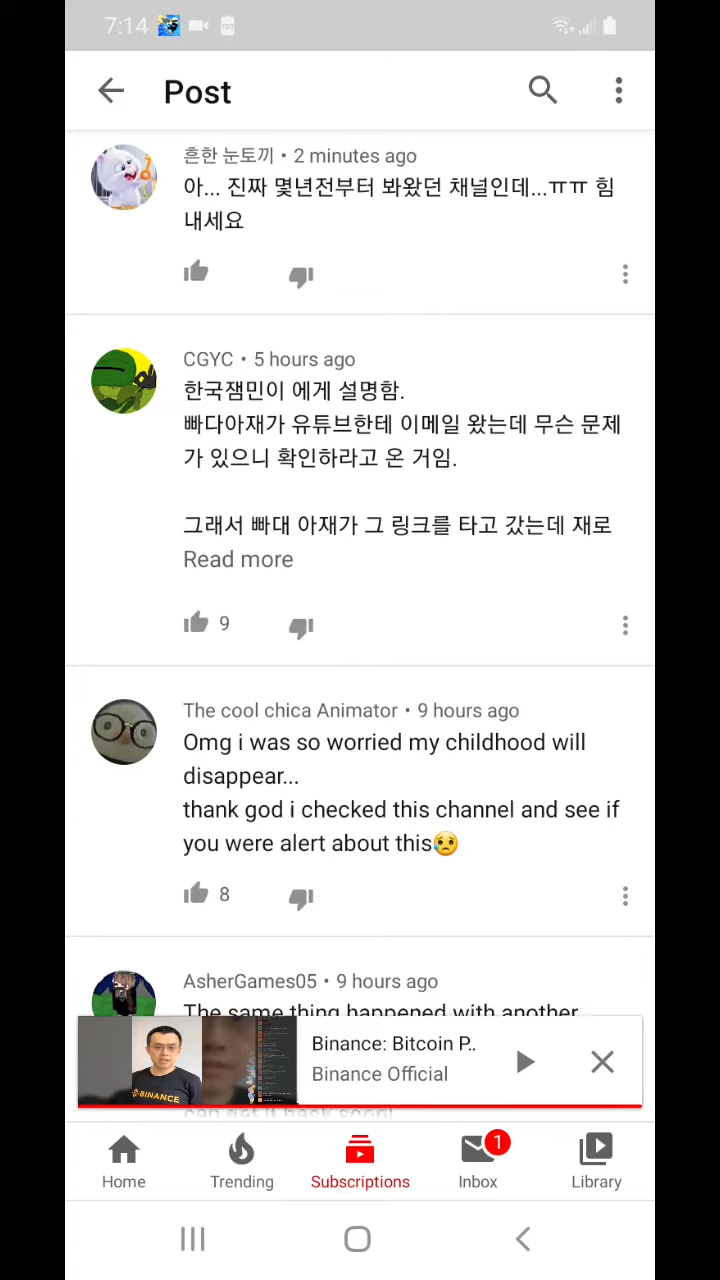 7:14
Post
흔한 눈토끼 • 2 minutes ago
아... 진짜 몇년전부터 봐왔던 채널인데...ㅠㅠ 힘
내세요
CGYC • 5 hours ago
한국잼민이 에게 설명함.
빠다아재가 유튜브한테 이메일 왔는데 무슨 문제
가 있으니 확인하라고 온 거임.
그래서 빠대 아재가 그 링크를 타고 갔는데 재로
Read more
9
The cool chica Animator • 9 hours ago
Omg i was so worried my childhood will
disappear...
thank god i checked this channel and see if
you were alert about this😥
8
AsherGames05 • 9 hours ago
The same thing happened with another
BINANCE
Binance: Bitcoin P..
Binance Official
can get it back soon!
Home
Trending
Subscriptions
1
Inbox
Library